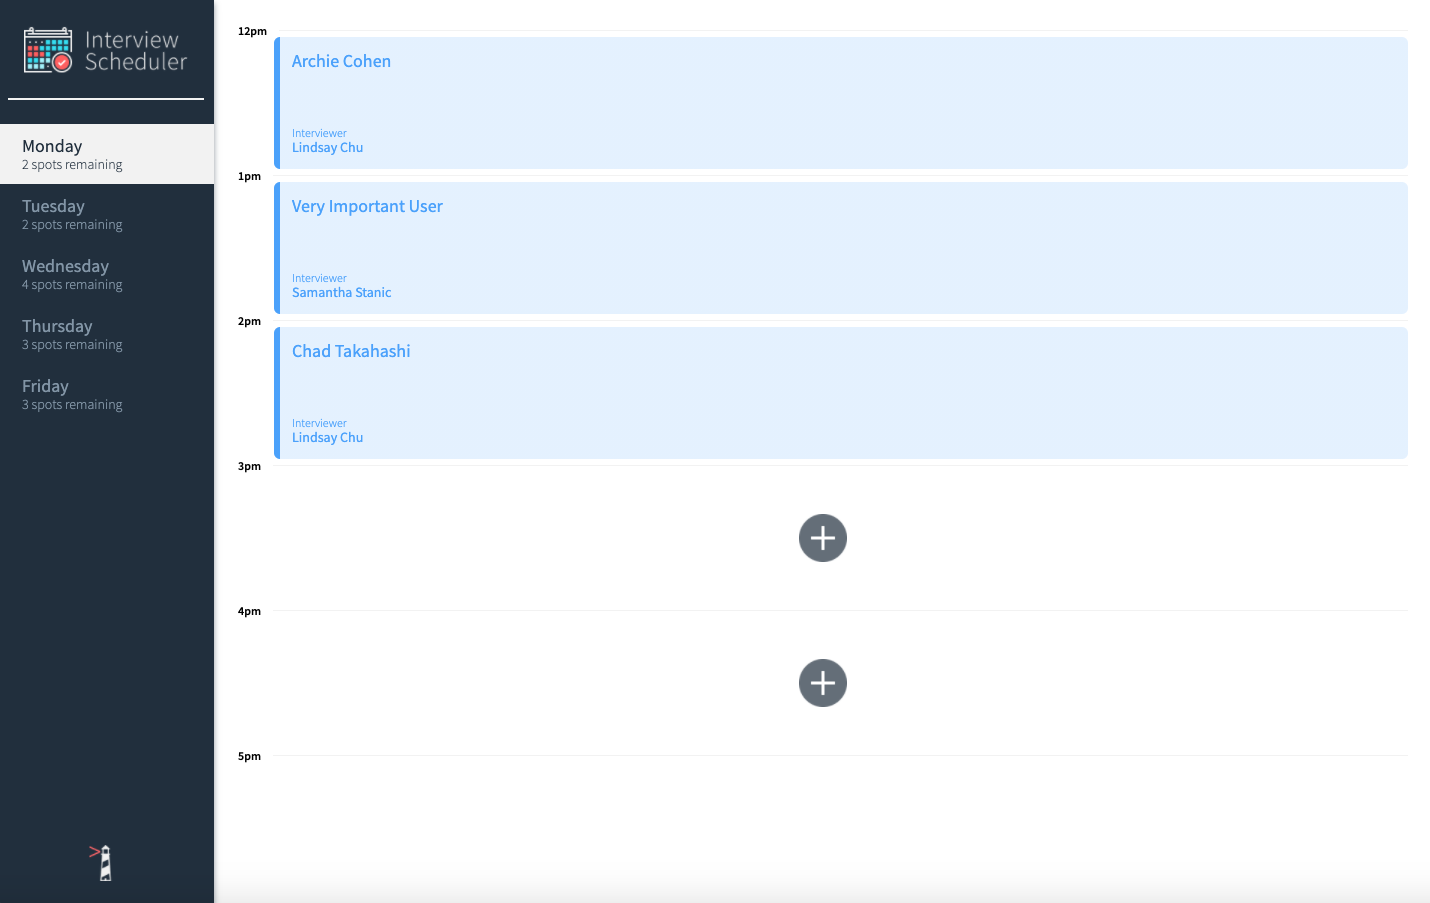 Interview
Scheduler
Monday
2 spots remaining
Tuesday
2 spots remaining
Wednesday
4 spots remaining
Thursday
3 spots remaining
Friday
3 spots remaining
12pm
Archie Cohen
Interviewer
Lindsay Chu
1pm
Very Important User
Interviewer
Samantha Stanic
2pm
Chad Takahashi
Interviewer
Lindsay Chu
3pm
4pm
5pm